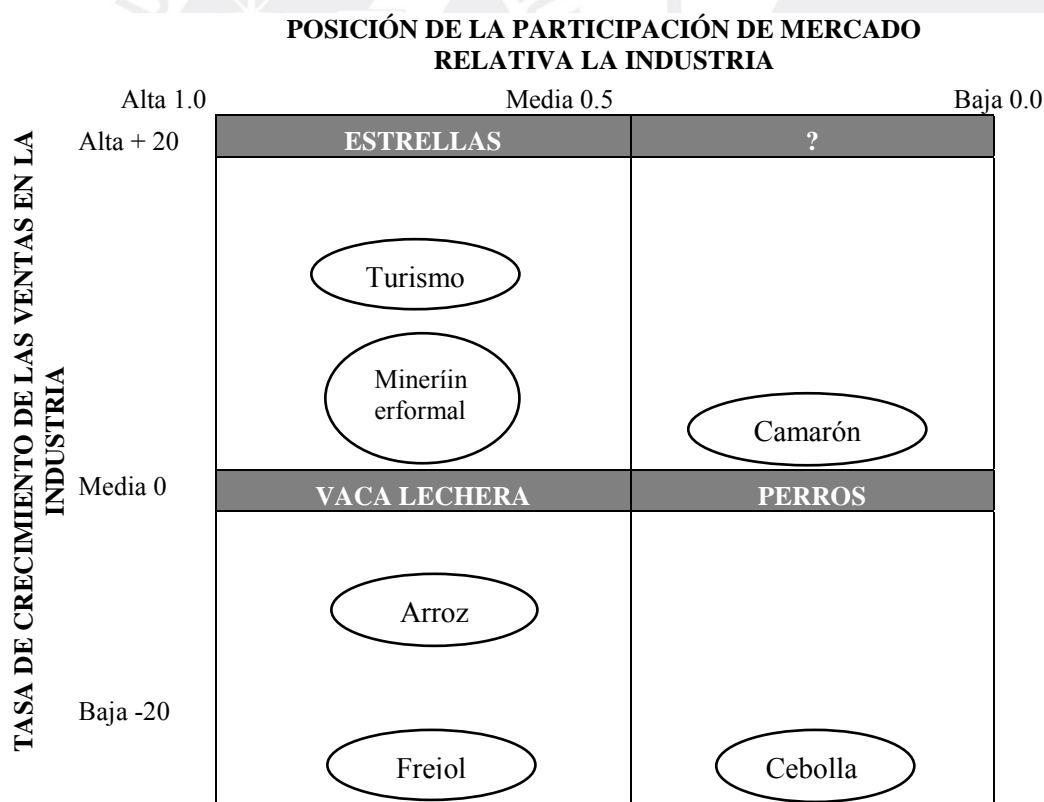 POSICIÓN DE LA PARTICIPACIÓN DE MERCADO
RELATIVA LA INDUSTRIA
Alta 1.0 Media 0.5 Baja 0.0
TASA DE CRECIMIENTO DE LAS VENTAS EN LA
INDUSTRIA
Alta + 20
ESTRELLAS ?
Turismo
Mineríin
erformal
Camarón
Media 0
VACA LECHERA PERROS
Arroz
Baja -20
Frejol Cebolla